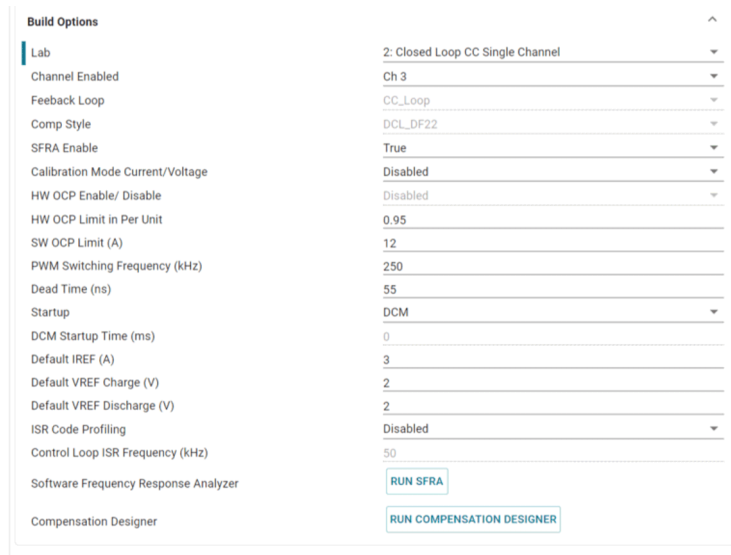 Build Options
Lab 2: Closed Loop CC Single Channel
Channel Enabled Ch 3
Feeback Loop CC_Loop
Comp Style DCL_DF22
SFRA Enable True
Calibration Mode Current/Voltage Disabled
HW OCP Enable/ Disable Disabled
HW OCP Limit in Per Unit 0.95
SW OCP Limit (A) 12
PWM Switching Frequency (kHz) 250
Dead Time (ns) 55
Startup DCM
DCM Startup Time (ms) 0
Default IREF (A) 3
Default VREF Charge (V) 2
Default VREF Discharge (V) 2
ISR Code Profiling Disabled
Control Loop ISR Frequency (kHz) 50
Software Frequency Response Analyzer RUN SFRA
Compensation Designer RUN COMPENSATION DESIGNER